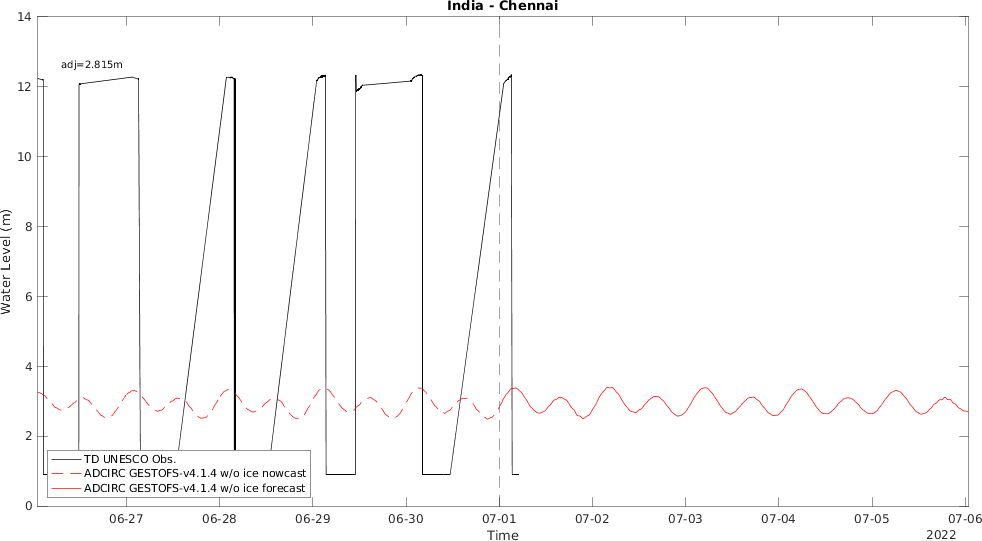 India - Chennai
14
12
10
8
6
4
2
0
Water Level (m)
adj=2.815m
TD UNESCO Obs.
ADCIRC GESTOFS-v4.1.4 w/o ice nowcast
ADCIRC GESTOFS-v4.1.4 w/o ice forecast
06-27 06-28 06-29 06-30 07-01 07-02 07-03 07-04 07-05 07-06
Time
2022